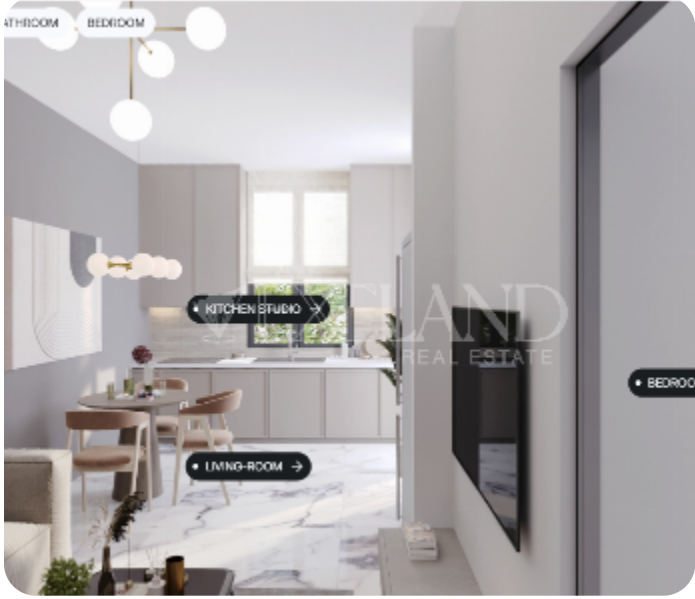 ATHROOM
BEDROOM
KITCHEN STUDIO →
LIVING-ROOM →
BEDROO
REAL ESTATE